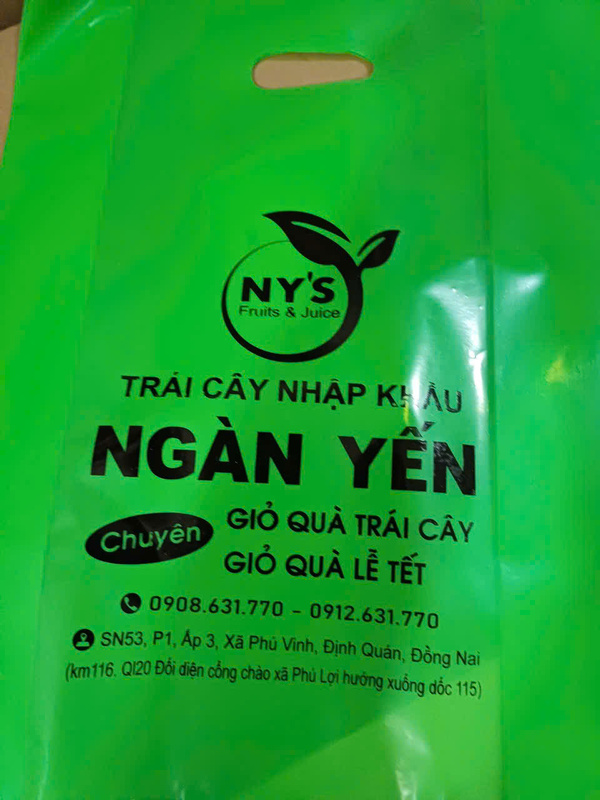 NY'S
Fruits & Juice
TRÁI CÂY NHẬP KHẨU
NGÀN YẾN
Chuyên
GIỎ QUÀ TRÁI CÂY
GIỎ QUÀ LỄ TẾT
0908.631.770 - 0912.631.770
SN53, P1, Ấp 3, Xã Phú Vinh, Định Quán, Đồng Nai
(km116. Ql20 Đối diện cổng chào xã Phú Lợi hướng xuống dốc 115)